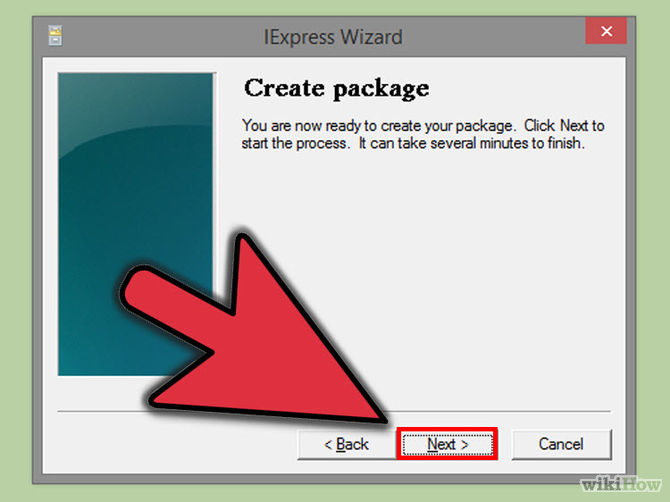 IExpress Wizard
Create package
You are now ready to create your package.  Click Next to
start the process.  It can take several minutes to finish.
< Back
Next >
Cancel
wikiHow